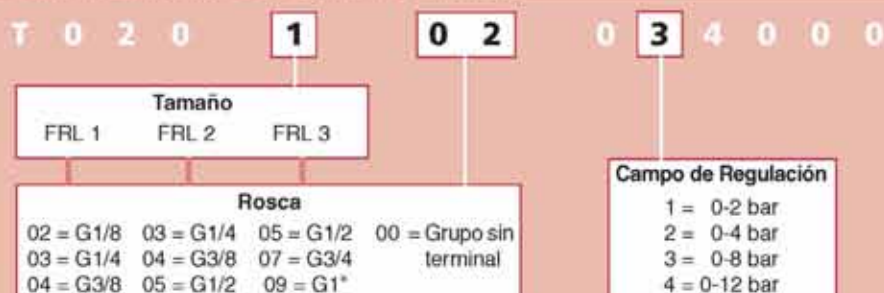 T 0 2 0 1 0 2 0 3 4 0 0 0
Tamaño
FRL 1 FRL 2 FRL 3
Rosca
02 = G1/8 03 = G1/4 05 = G1/2 00 = Grupo sin
03 = G1/4 04 = G3/8 07 = G3/4 terminal
04 = G3/8 05 = G1/2 09 = G1"
Campo de Regulación
1 = 0-2 bar
2 = 0-4 bar
3 = 0-8 bar
4 = 0-12 bar